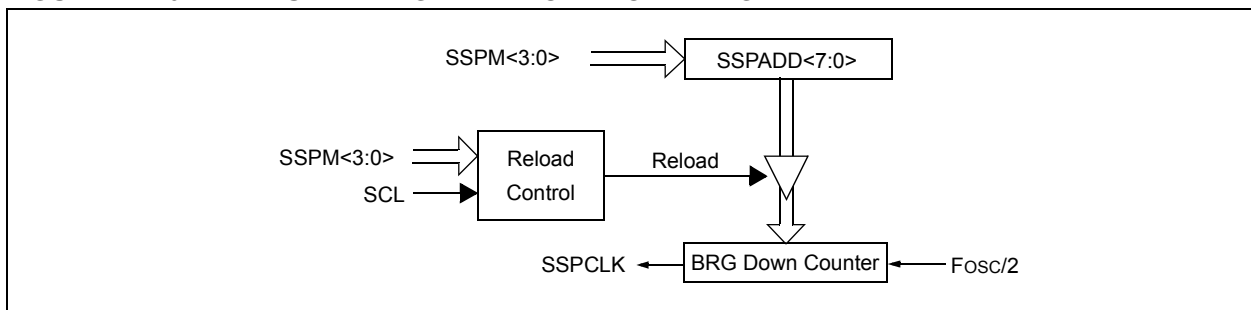 SSPM<3:0>
SSPADD<7:0>
SSPM<3:0>
SCL
Reload
Control
Reload
SSPCLK
BRG Down Counter
FOSC/2